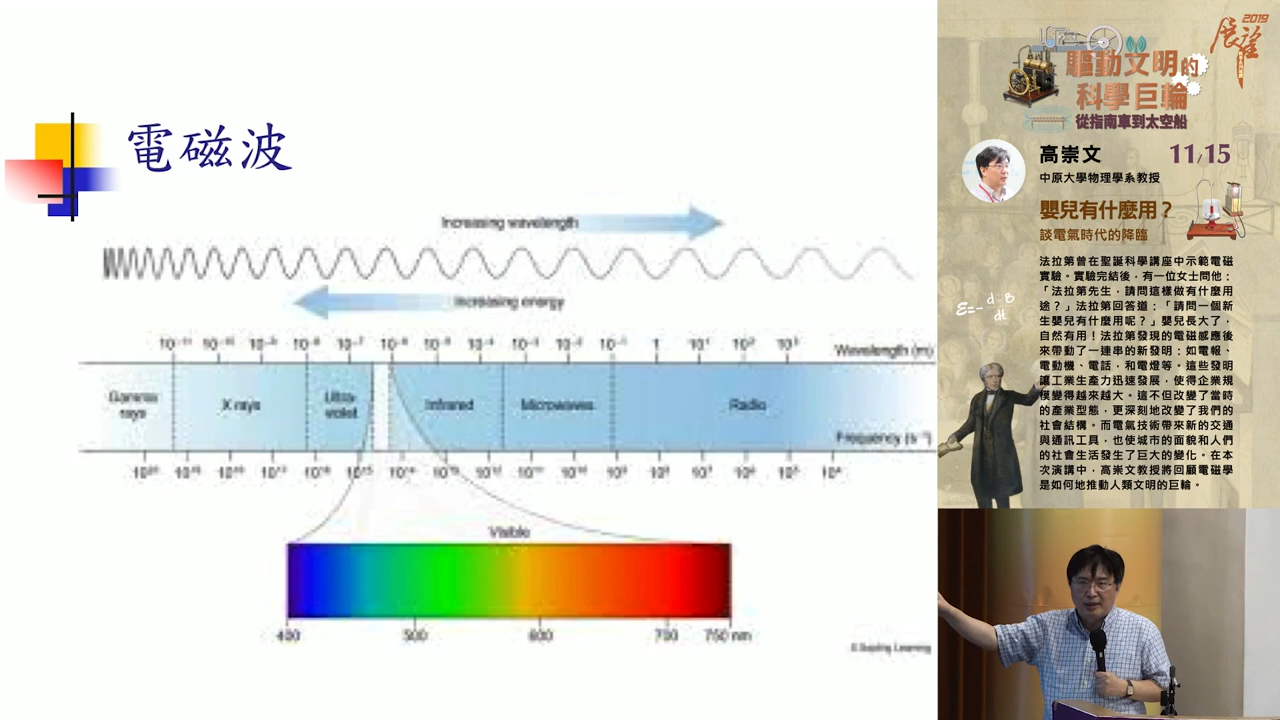 電磁波
Increasing wavelength
Increasing energy
Wavelength (m)
Gamma rays
X rays
Ultra-violet
Infrared
Microwaves
Radio
Frequency (s⁻¹)
Visible
400 500 600 700 750 nm
2019
展望
驅動文明的
科學巨輪
從指南車到太空船
高崇文 11/15
中原大學物理學系教授
嬰兒有什麼用？
談電氣時代的降臨
法拉第曾在聖誕科學講座中示範電磁
實驗。實驗完結後，有一位女士問他：
「法拉第先生，請問這樣做有什麼用
途？」法拉第回答道：「請問一個新
生嬰兒有什麼用呢？」嬰兒長大了，
自然有用！法拉第發現的電磁感應後
來帶動了一連串的新發明：如電報、
電動機、電話，和電燈等。這些發明
讓工業生產力迅速發展，使得企業規
模變得越來越大。這不但改變了當時
的產業型態，更深刻地改變了我們的
社會結構。而電氣技術帶來新的交通
與通訊工具，也使城市的面貌和人們
的社會生活發生了巨大的變化。在本
次演講中，高崇文教授將回顧電磁學
是如何地推動人類文明的巨輪。